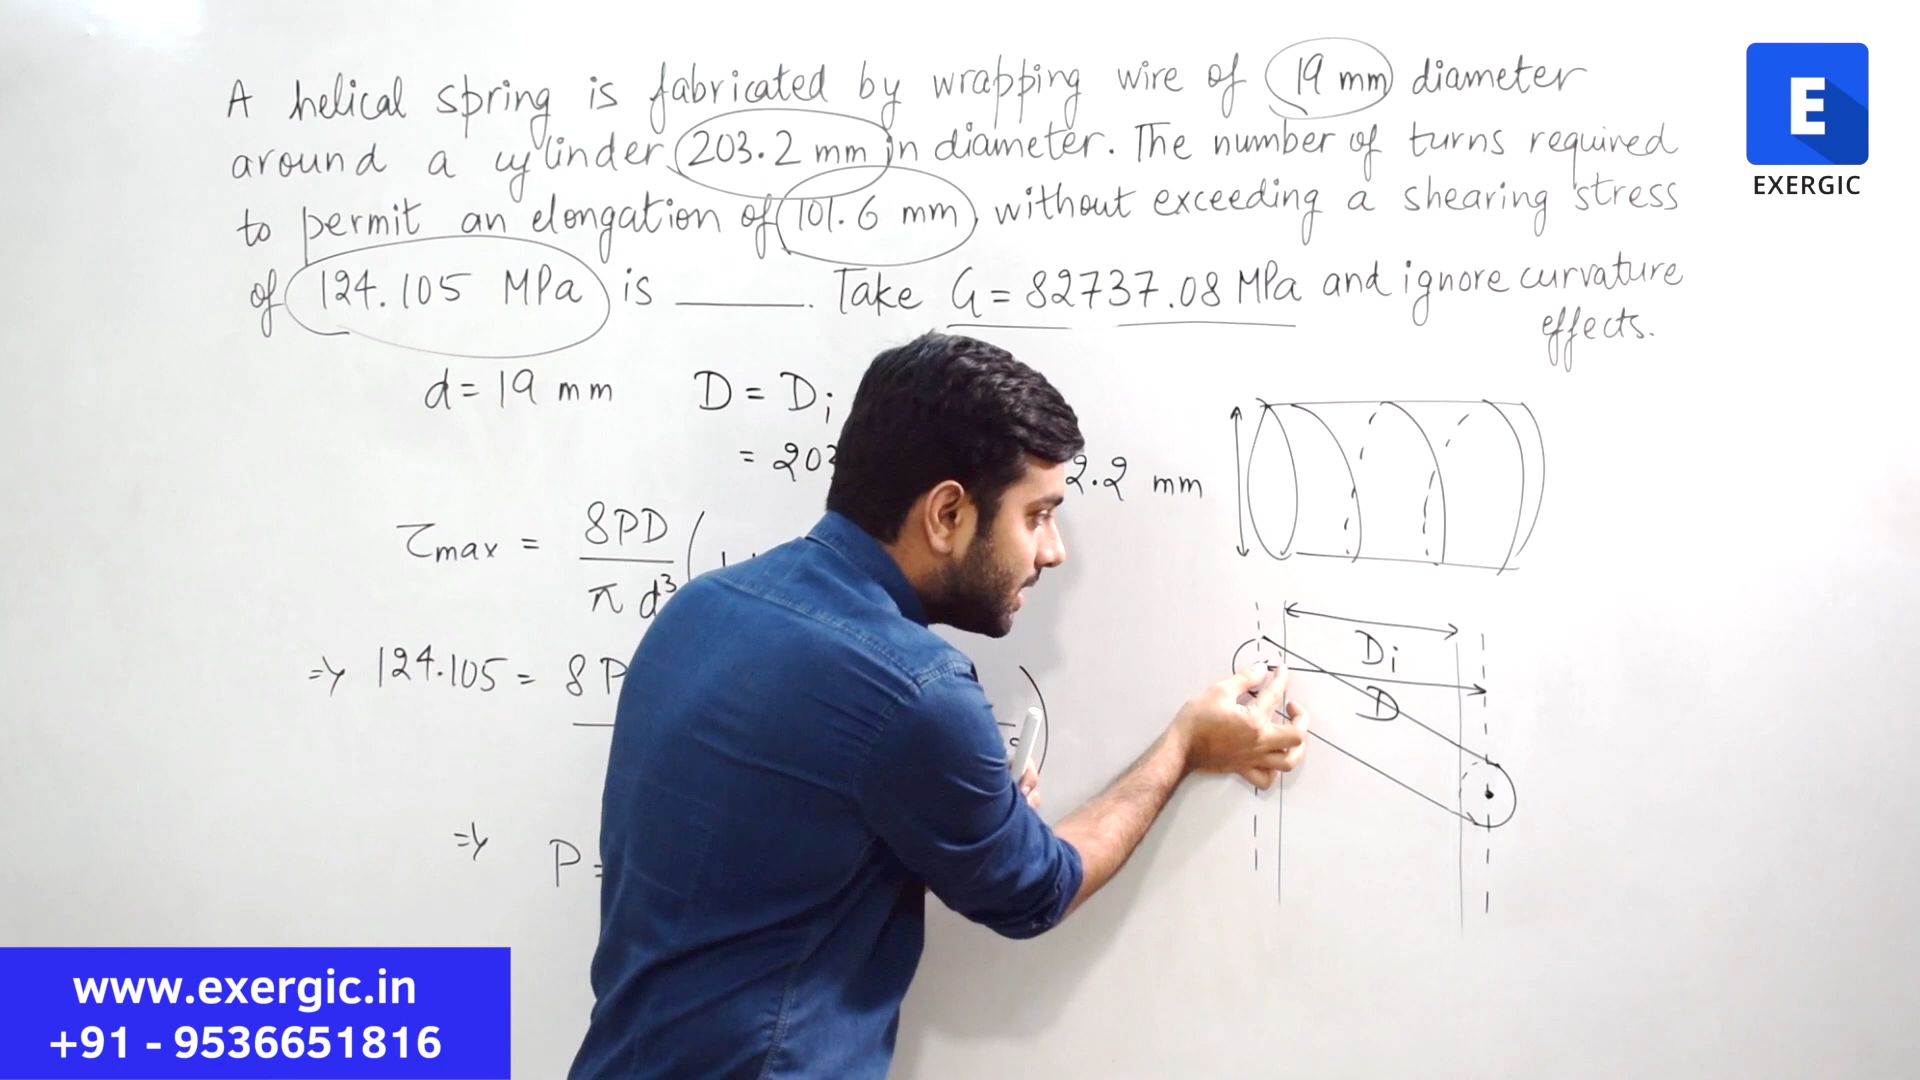 A helical spring is fabricated by wrapping wire of 19 mm diameter
around a cylinder 203.2 mm in diameter. The number of turns required
to permit an elongation of 101.6 mm, without exceeding a shearing stress
of 124.105 MPa is ______. Take G = 82737.08 MPa and ignore curvature
effects.
E
EXERGIC
d = 19 mm D = Di
= 20 2.2 mm
τmax = 8PD
π d³ (
=> 124.105 = 8P )
=> P =
Di
D
www.exergic.in
+91 - 9536651816